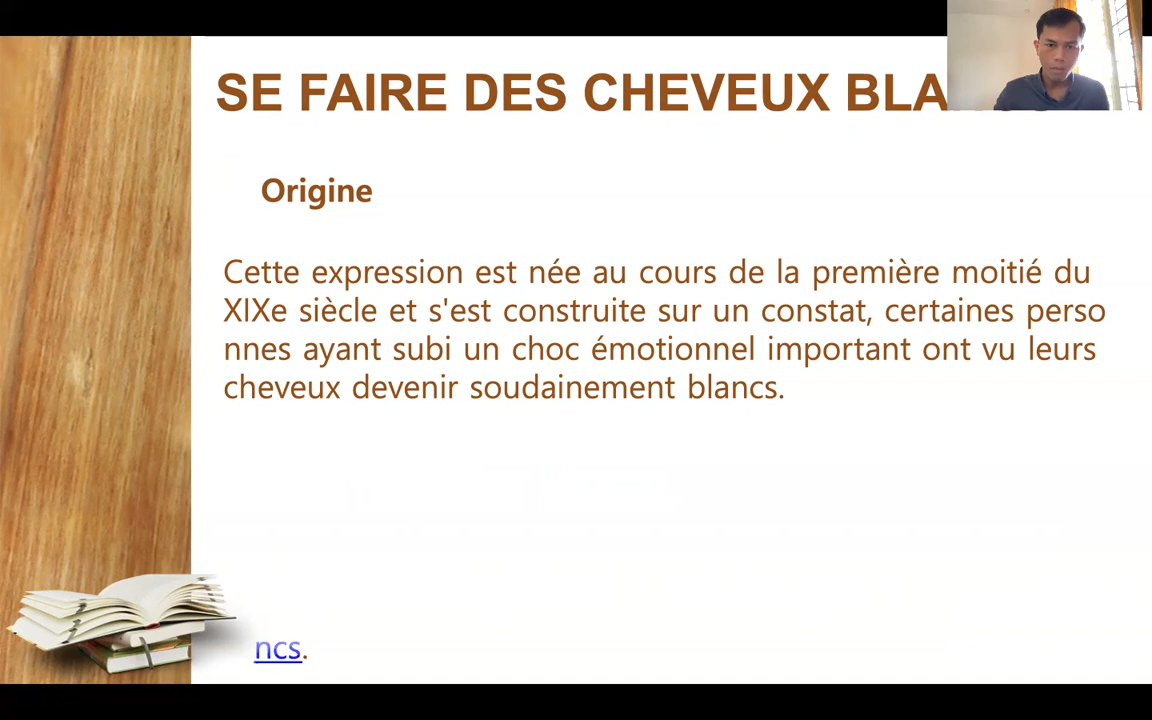 SE FAIRE DES CHEVEUX BLA
Origine
Cette expression est née au cours de la première moitié du
XIXe siècle et s'est construite sur un constat, certaines perso
nnes ayant subi un choc émotionnel important ont vu leurs
cheveux devenir soudainement blancs.
ncs.